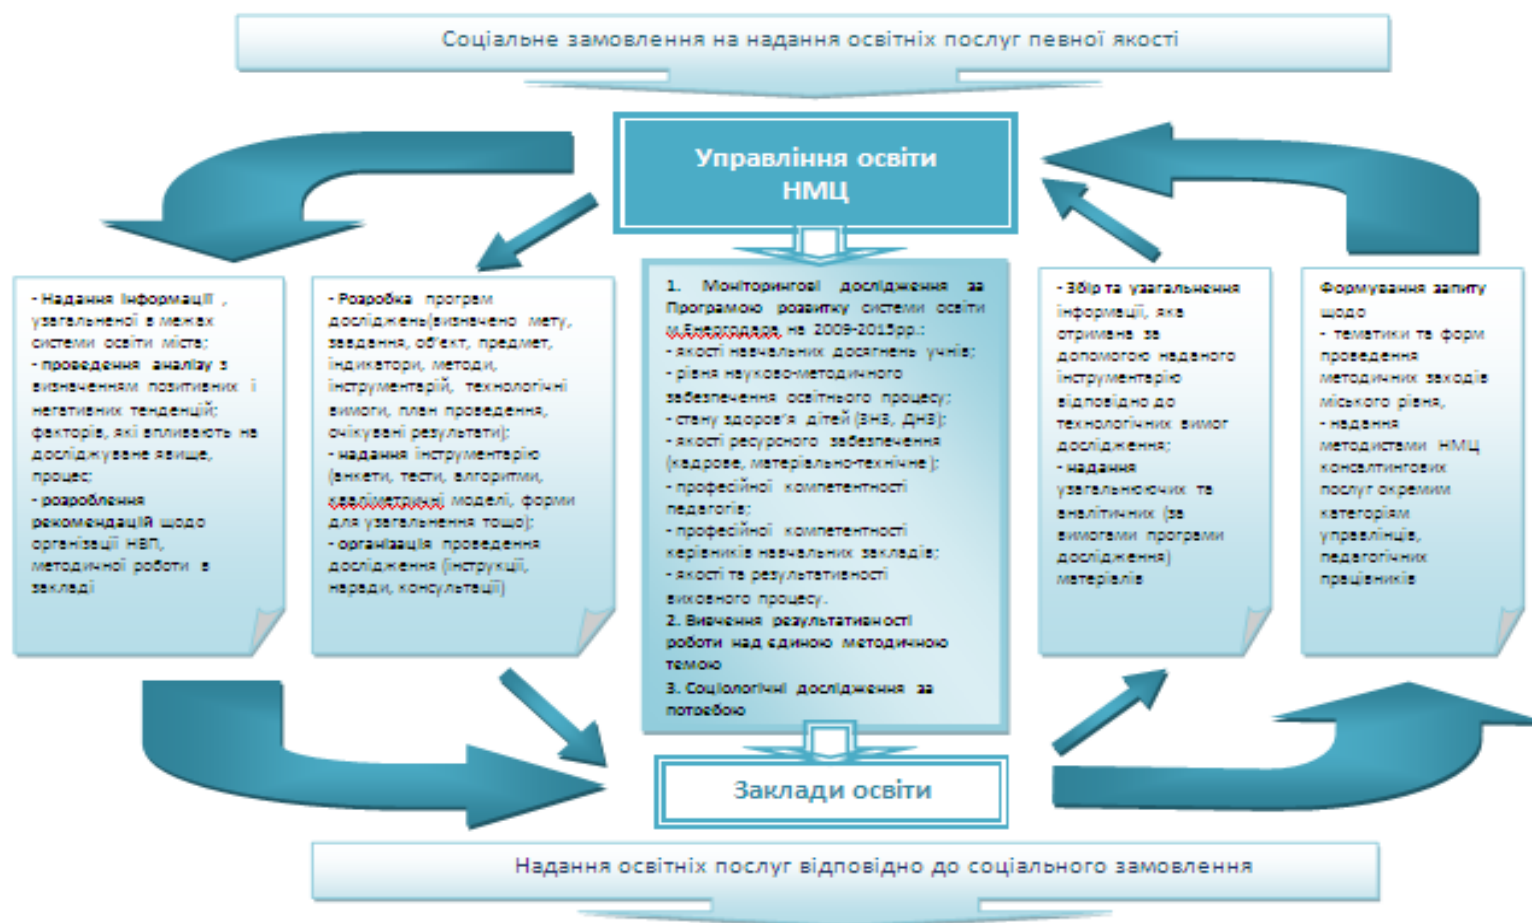 Соціальне замовлення на надання освітніх послуг певної якості
Управління освіти
НМЦ
- Надання інформації ,
узагальненої в межах
системи освіти міста;
- проведення аналізу з
визначенням позитивних і
негативних тенденцій;
факторів, які впливають на
досліджуване явище,
процес;
- розроблення
рекомендацій щодо
організації НВП,
методичної роботи в
закладі
- Розробка програм
досліджень(визначено мету,
завдання, об'єкт, предмет,
індикатори, методи,
інструментарій, технологічні
вимоги, план проведення,
очікувані результати);
- надання інструментарію
(анкети, тести, алгоритми,
кваліметричні моделі, форми
для узагальнення тощо);
- організація проведення
дослідження (інструкції,
наради, консультації)
1. Моніторингові дослідження за
Програмою розвитку системи освіти
м.Енергодара на 2009-2015рр.:
- якості навчальних досягнень учнів;
- рівня науково-методичного
забезпечення освітнього процесу;
- стану здоров'я дітей (ЗНЗ, ДНЗ);
- якості ресурсного забезпечення
(кадрове, матеріально-технічне);
- професійної компетентності
педагогів;
- професійної компетентності
керівників навчальних закладів;
- якості та результативності
виховного процесу.
2. Вивчення результативності
роботи над єдиною методичною
темою
3. Соціологічні дослідження за
потребою
- Збір та узагальнення
інформації, яка
отримана за
допомогою наданого
інструментарію
відповідно до
технологічних вимог
дослідження;
- надання
узагальнюючих та
аналітичних (за
вимогами програми
дослідження)
матеріалів
Формування запиту
щодо
- тематики та форм
проведення
методичних заходів
міського рівня,
- надання
методистами НМЦ
консалтингових
послуг окремим
категоріям
управлінців,
педагогічних
працівників
Заклади освіти
Надання освітніх послуг відповідно до соціального замовлення